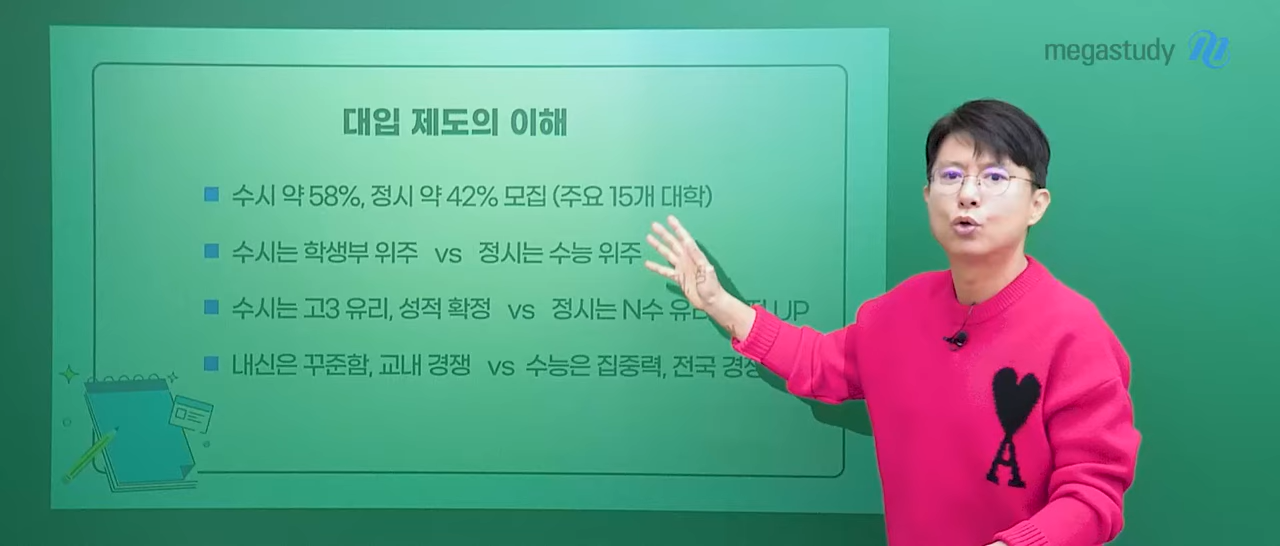 megastudy
대입 제도의 이해
수시 약 58%, 정시 약 42% 모집 (주요 15개 대학)
수시는 학생부 위주 vs 정시는 수능 위주
수시는 고3 유리, 성적 확정 vs 정시는 N수 UP
내신은 꾸준함, 교내 경쟁 vs 수능은 집중력, 전국
A